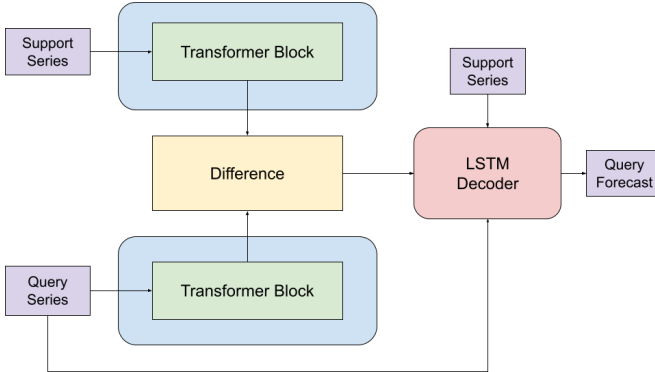 Support
Series
Transformer Block
Support
Series
Difference
LSTM
Decoder
Query
Forecast
Query
Series
Transformer Block